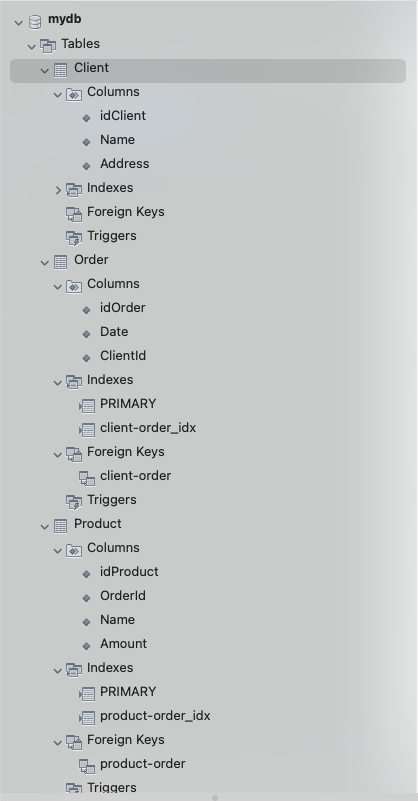 mydb
Tables
Client
Columns
idClient
Name
Address
Indexes
Foreign Keys
Triggers
Order
Columns
idOrder
Date
ClientId
Indexes
PRIMARY
client-order_idx
Foreign Keys
client-order
Triggers
Product
Columns
idProduct
OrderId
Name
Amount
Indexes
PRIMARY
product-order_idx
Foreign Keys
product-order
Triggers